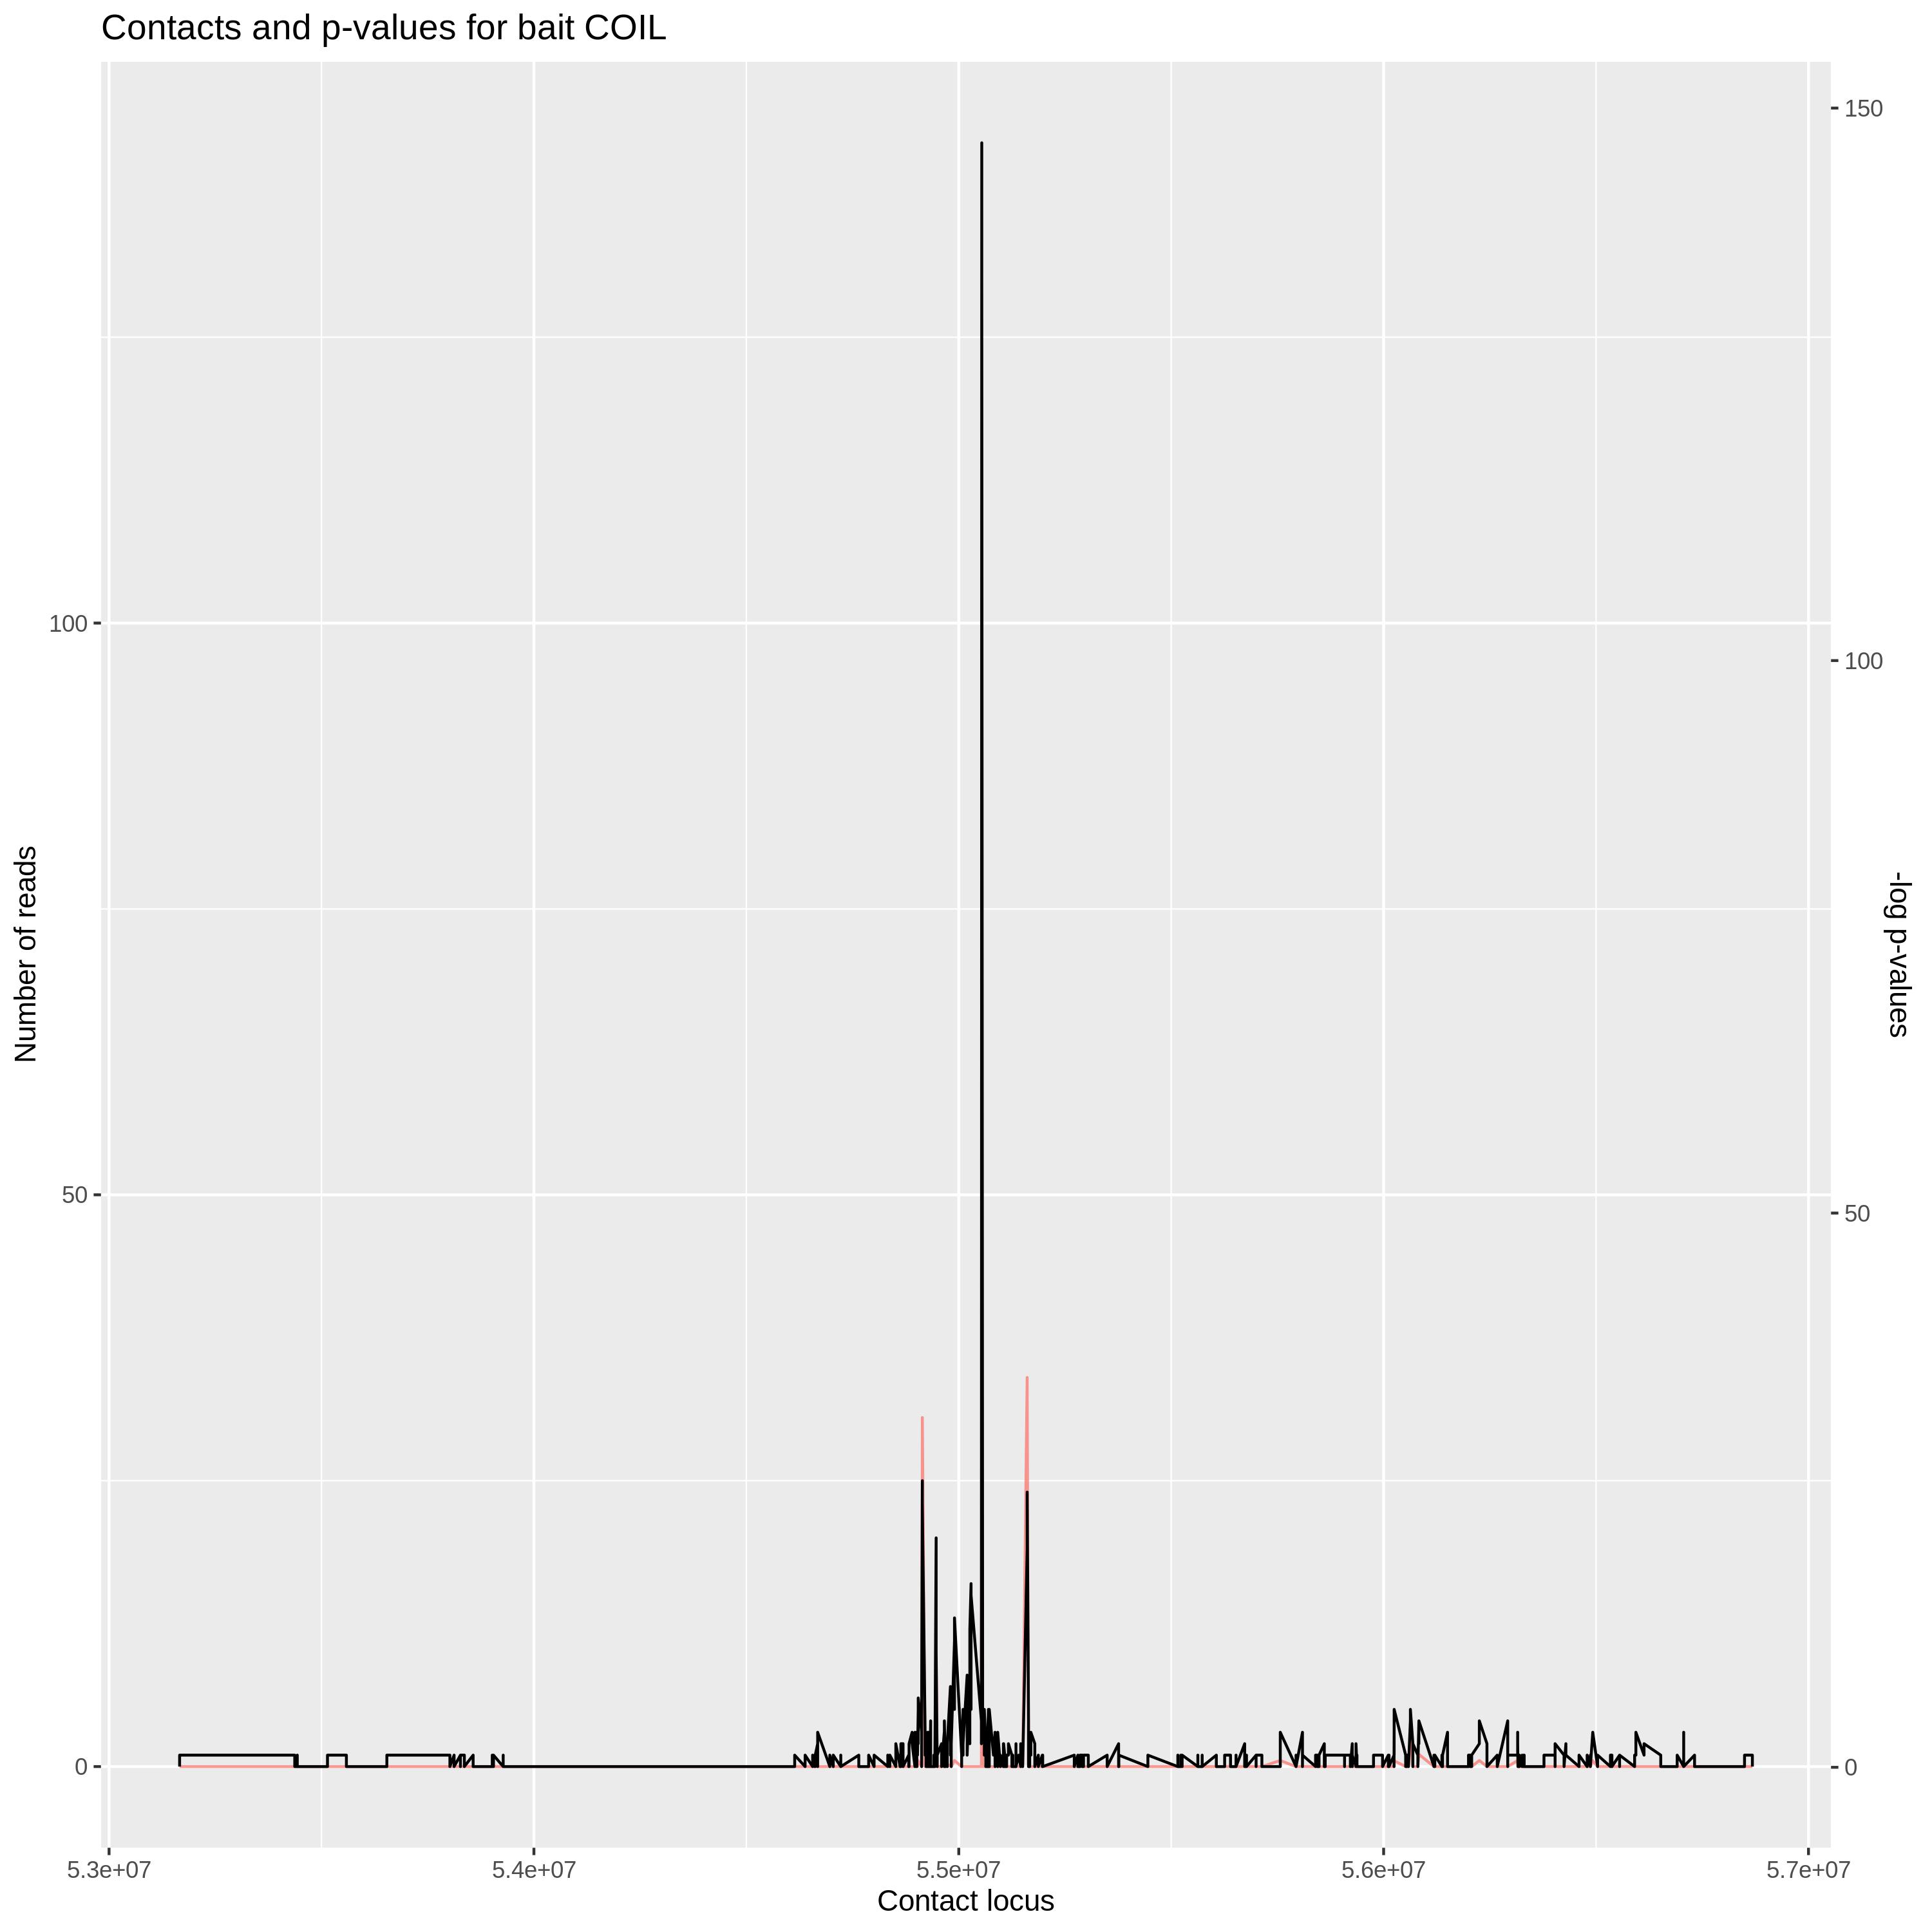 Contacts and p-values for bait COIL
150
100
100
50
50
0
0
Number of reads
-log p-values
5.3e+07 5.4e+07 5.5e+07 5.6e+07 5.7e+07
Contact locus